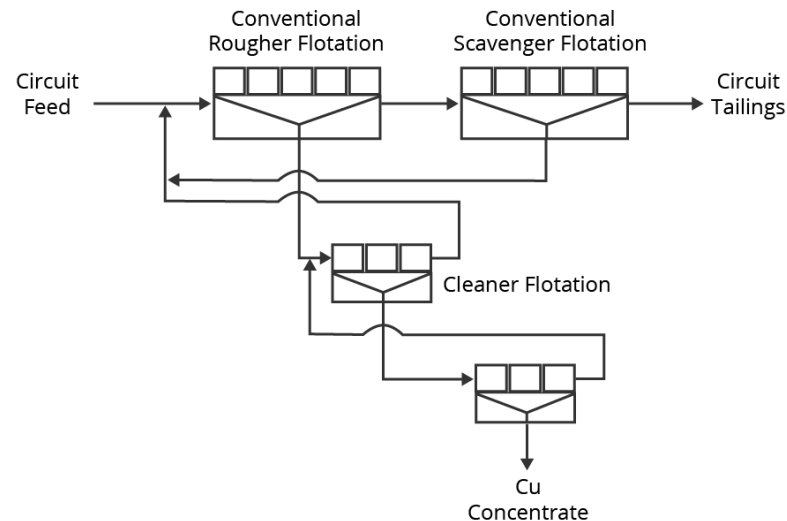 Conventional
Rougher Flotation
Conventional
Scavenger Flotation
Circuit
Feed
Circuit
Tailings
Cleaner Flotation
Cu
Concentrate